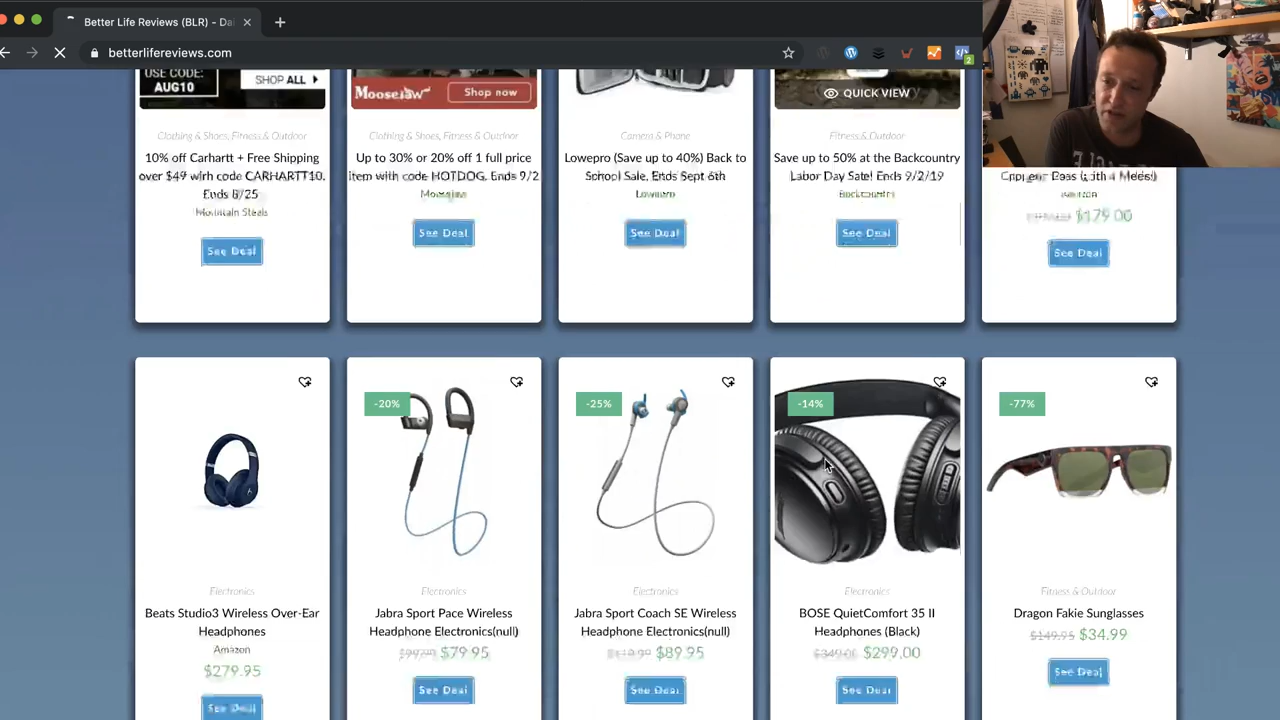 Better Life Reviews (BLR) - Dai
betterlifereviews.com
2
USE CODE:
AUG10
SHOP ALL
Moosejaw
Shop now
QUICK VIEW
Clothing & Shoes, Fitness & Outdoor
10% off Carhartt + Free Shipping
over $49 with code CARHARTT10.
Ends 8/25
Mountain Steals
See Deal
Clothing & Shoes, Fitness & Outdoor
Up to 30% or 20% off 1 full price
item with code HOTDOG. Ends 9/2
Moosejaw
See Deal
Camera & Phone
Lowepro (Save up to 40%) Back to
School Sale. Ends Sept 6th
Lowepro
See Deal
Fitness & Outdoor
Save up to 50% at the Backcountry
Labor Day Sale! Ends 9/2/19
Backcountry
See Deal
$179.00
See Deal
Electronics
Beats Studio3 Wireless Over-Ear
Headphones
Amazon
$279.95
See Deal
-20%
Electronics
Jabra Sport Pace Wireless
Headphone Electronics(null)
$79.95
See Deal
-25%
Electronics
Jabra Sport Coach SE Wireless
Headphone Electronics(null)
$119.99 $89.95
See Deal
-14%
Electronics
BOSE QuietComfort 35 II
Headphones (Black)
$349.00 $299.00
See Deal
-77%
Fitness & Outdoor
Dragon Fakie Sunglasses
$149.95 $34.99
See Deal